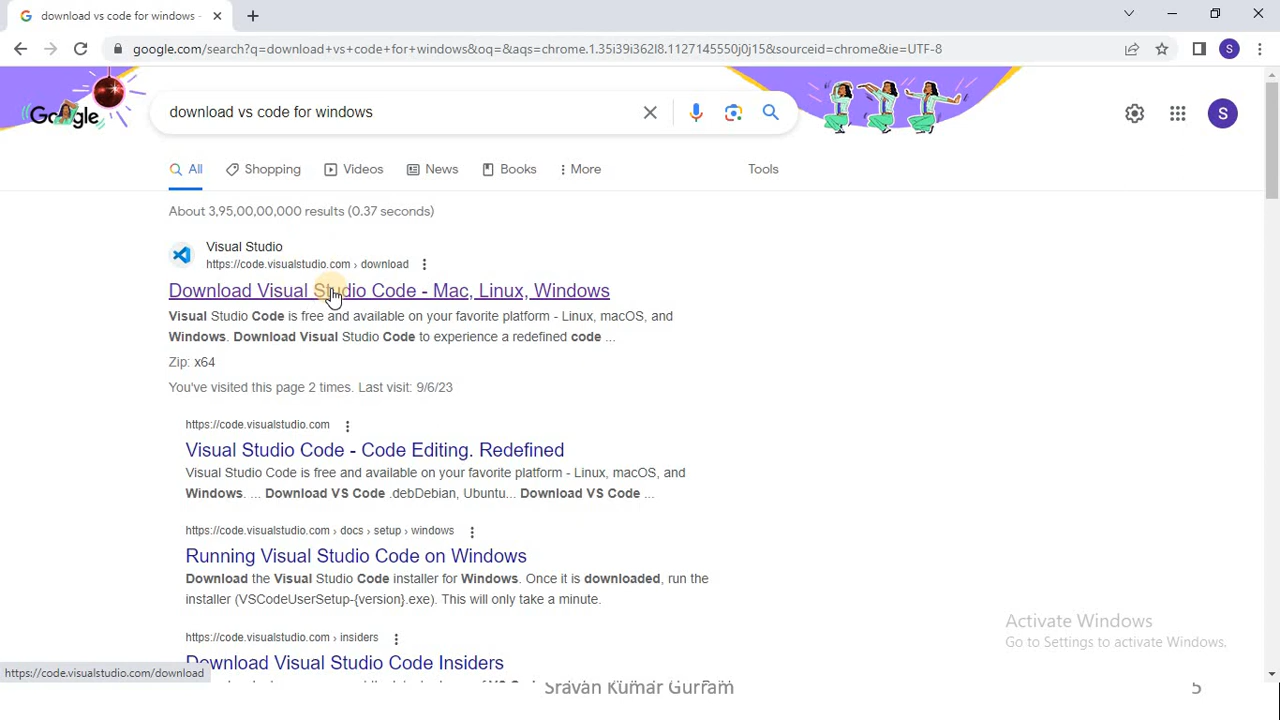 download vs code for windows -
google.com/search?q=download+vs+code+for+windows&oq=&aqs=chrome.1.35i39i362l8.1127145550j0j15&sourceid=chrome&ie=UTF-8
S
Google
download vs code for windows
S
All
Shopping
Videos
News
Books
More
Tools
About 3,95,00,00,000 results (0.37 seconds)
Visual Studio
https://code.visualstudio.com › download
Download Visual Studio Code - Mac, Linux, Windows
Visual Studio Code is free and available on your favorite platform - Linux, macOS, and
Windows. Download Visual Studio Code to experience a redefined code ...
Zip: x64
You've visited this page 2 times. Last visit: 9/6/23
https://code.visualstudio.com
Visual Studio Code - Code Editing. Redefined
Visual Studio Code is free and available on your favorite platform - Linux, macOS, and
Windows. ... Download VS Code .debDebian, Ubuntu... Download VS Code ...
https://code.visualstudio.com › docs › setup › windows
Running Visual Studio Code on Windows
Download the Visual Studio Code installer for Windows. Once it is downloaded, run the
installer (VSCodeUserSetup-{version}.exe). This will only take a minute.
https://code.visualstudio.com › insiders
Download Visual Studio Code Insiders
Activate Windows
Go to Settings to activate Windows.
https://code.visualstudio.com/download
Sravan Kumar Gurram
5